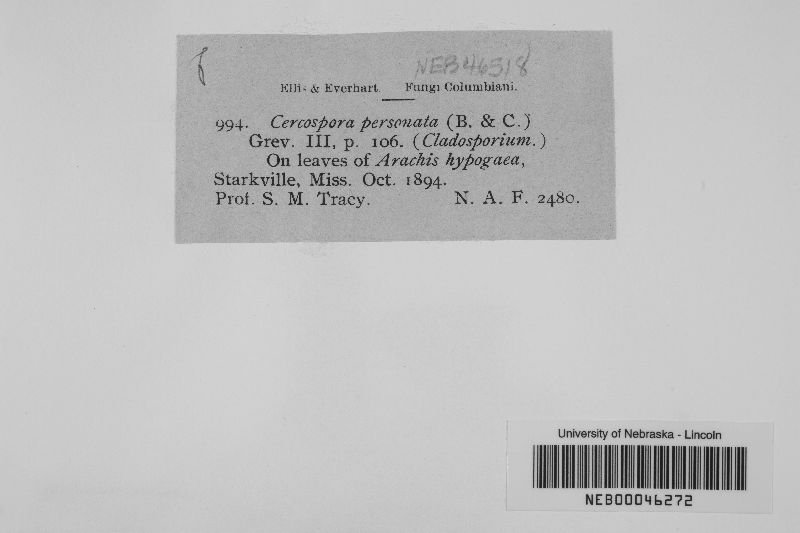 NEB46518
Ellis & Everhart. Fungi Columbiani.
994. Cercospora personata (B. & C.)
Grev. III, p. 106. (Cladosporium.)
On leaves of Arachis hypogaea,
Starkville, Miss. Oct. 1894.
Prof. S. M. Tracy. N. A. F. 2480.
University of Nebraska - Lincoln
NEB00046272